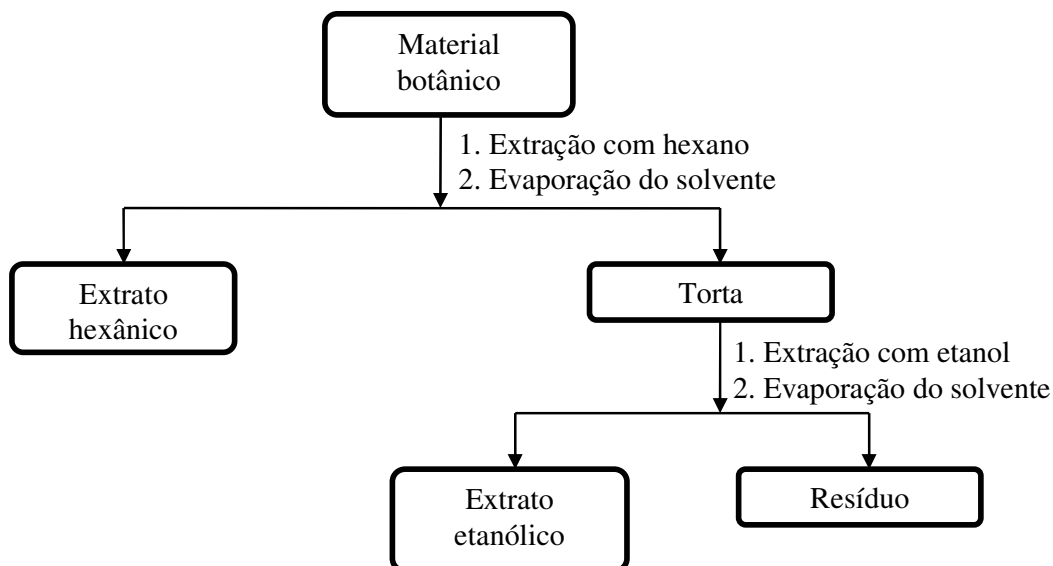 Material
botânico
1. Extração com hexano
2. Evaporação do solvente
Extrato
hexânico
Torta
1. Extração com etanol
2. Evaporação do solvente
Extrato
etanólico
Resíduo